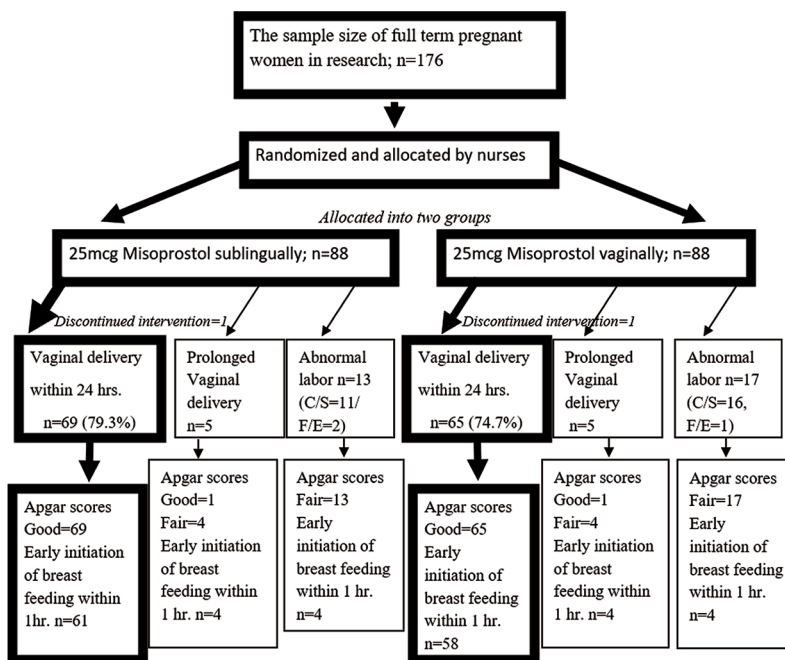 The sample size of full term pregnant
women in research; n=176
Randomized and allocated by nurses
Allocated into two groups
25mcg Misoprostol sublingually; n=88
25mcg Misoprostol vaginally; n=88
Discontinued intervention=1
Discontinued intervention=1
Vaginal delivery
within 24 hrs.
n=69 (79.3%)
Prolonged
Vaginal
delivery
n=5
Abnormal
labor n=13
(C/S=11/
F/E=2)
Vaginal delivery
within 24 hrs.
n=65 (74.7%)
Prolonged
Vaginal
delivery
n=5
Abnormal
labor n=17
(C/S=16,
F/E=1)
Apgar scores
Good=69
Early initiation
of breast
feeding within
1hr. n=61
Apgar scores
Good=1
Fair=4
Early initiation
of breast
feeding within
1 hr. n=4
Apgar scores
Fair=13
Early
initiation of
breast feeding
within 1 hr.
n=4
Apgar scores
Good=65
Early
initiation of
breast feeding
within 1 hr.
n=58
Apgar scores
Good=1
Fair=4
Early initiation
of breast
feeding within
1 hr. n=4
Apgar scores
Fair=17
Early
initiation of
breast feeding
within 1 hr.
n=4